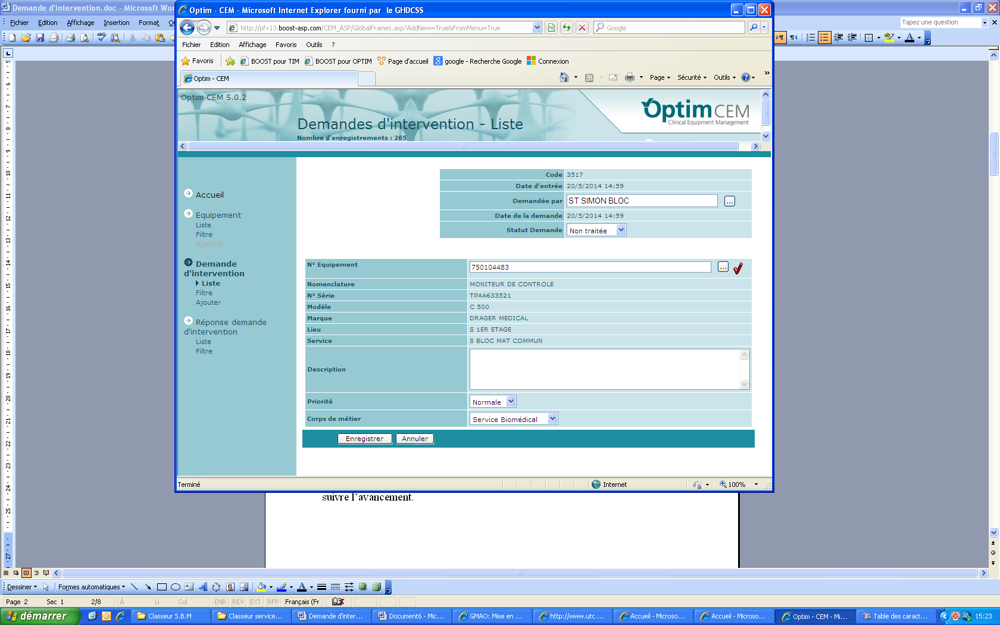 Demande d'intervention.doc - Microsoft Wor
Fichier Edition Affichage Insertion Format
Tapez une question
Optim - CEM - Microsoft Internet Explorer fourni par le GHDCSS
http://pfv13.boost-asp.com/CEM_ASP/GlobalFrames.asp?AddNew=True&FromMenu=True
Google
Fichier Edition Affichage Favoris Outils ?
Favoris BOOST pour TIM BOOST pour OPTIM Page d'accueil google - Recherche Google Connexion
Optim - CEM
Page Sécurité Outils
Optim CEM 5.0.2
Demandes d'intervention - Liste
Nombre d'enregistrements : 265
Optim CEM
Clinical Equipment Management
Accueil
Equipement
Liste
Filtre
Ajouter
Demande
d'intervention
Liste
Filtre
Ajouter
Réponse demande
d'intervention
Liste
Filtre
Code 3517
Date d'entrée 20/5/2014 14:59
Demandée par ST SIMON BLOC ...
Date de la demande 20/5/2014 14:59
Statut Demande Non traitée
N° Equipement 750104483 ...
Nomenclature MONITEUR DE CONTROLE
N° Série TPAA633521
Modèle C 500
Marque DRAGER MEDICAL
Lieu S 1ER ETAGE
Service S BLOC MAT COMMUN
Description
Priorité Normale
Corps de métier Service Biomédical
Enregistrer Annuler
Terminé Internet 100%
suivre l'avancement.
Dessiner Formes automatiques
Page 2 Sec 1 2/8 À Li Col ENR REV EXT RFP Français (Fr
démarrer Classeur S.B.M Classeur service... Demande d'inter... Document6 - Mic... GMAO: Mise en ... http://www.utc.... Accueil - Microso... Accueil - Microso... Optim - CEM - Mi... Table des caract... 15:23